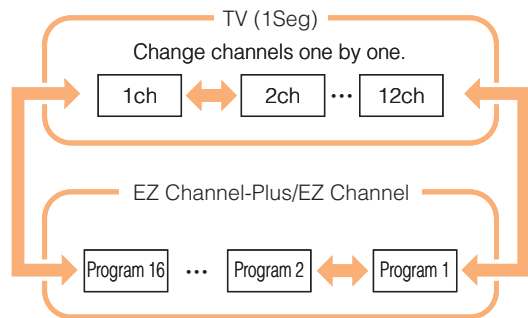 TV (1Seg)
Change channels one by one.
1ch 2ch ••• 12ch
EZ Channel-Plus/EZ Channel
Program 16 ••• Program 2 Program 1